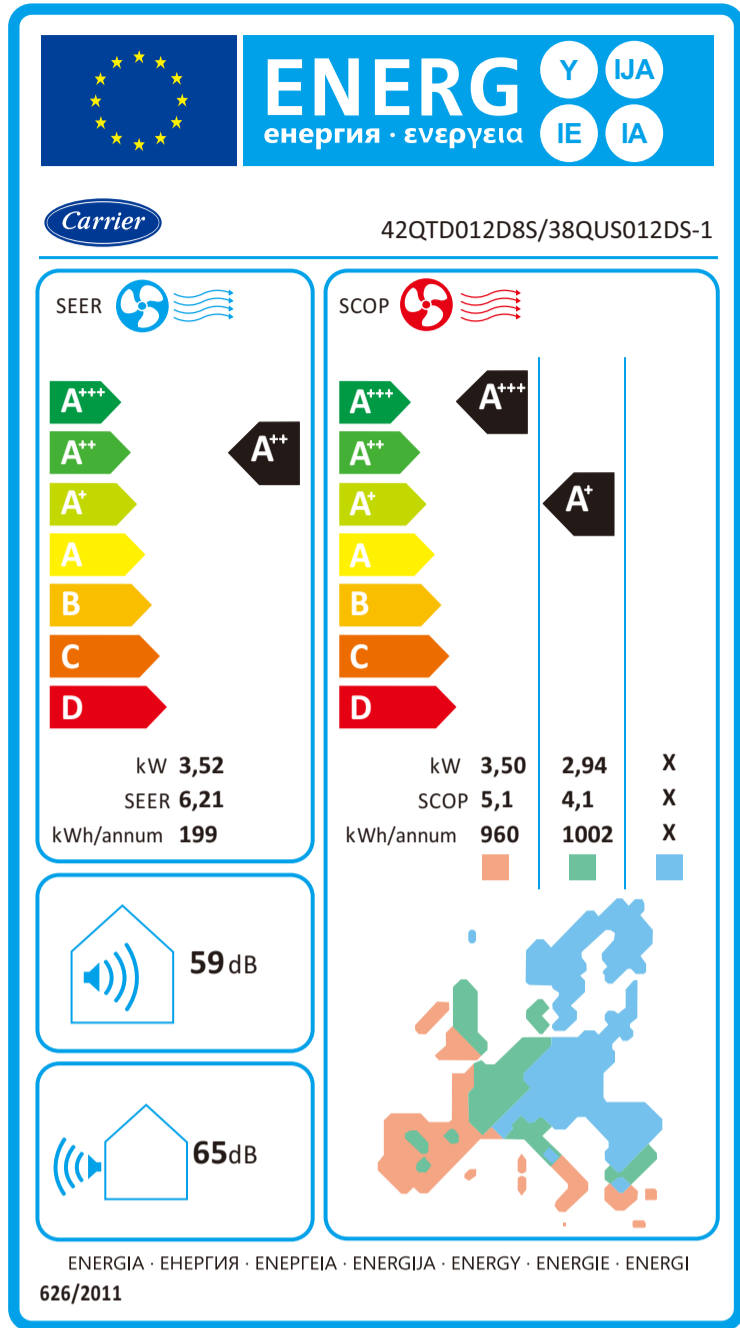 ENERG
енергия · ενεργεια
Y IJA
IE IA
Carrier
42QTD012D8S/38QUS012DS-1
SEER
A+++
A++
A+
A
B
C
D
A++
kW 3,52
SEER 6,21
kWh/annum 199
SCOP
A+++
A++
A+
A
B
C
D
A+++
A+
kW 3,50 2,94 X
SCOP 5,1 4,1 X
kWh/annum 960 1002 X
59 dB
65dB
ENERGIA · ЕНЕРГИЯ · ΕΝΕΡΓΕΙΑ · ENERGIJA · ENERGY · ENERGIE · ENERGI
626/2011